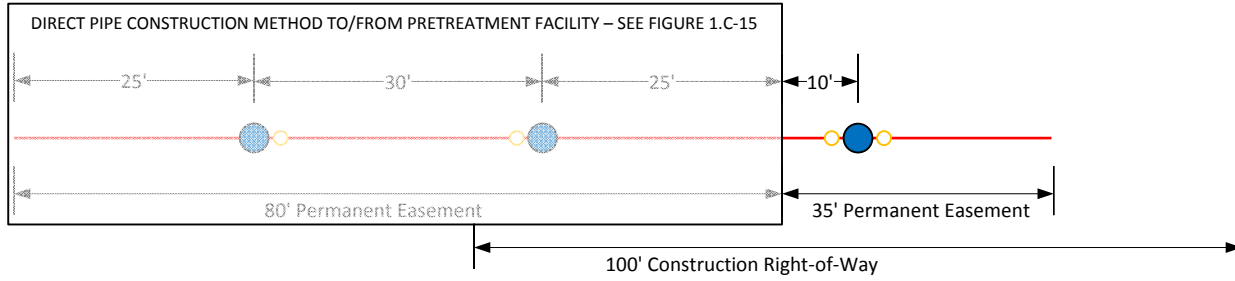 DIRECT PIPE CONSTRUCTION METHOD TO/FROM PRETREATMENT FACILITY – SEE FIGURE 1.C-15
25' 30' 25' 10'
80' Permanent Easement 35' Permanent Easement
100' Construction Right-of-Way